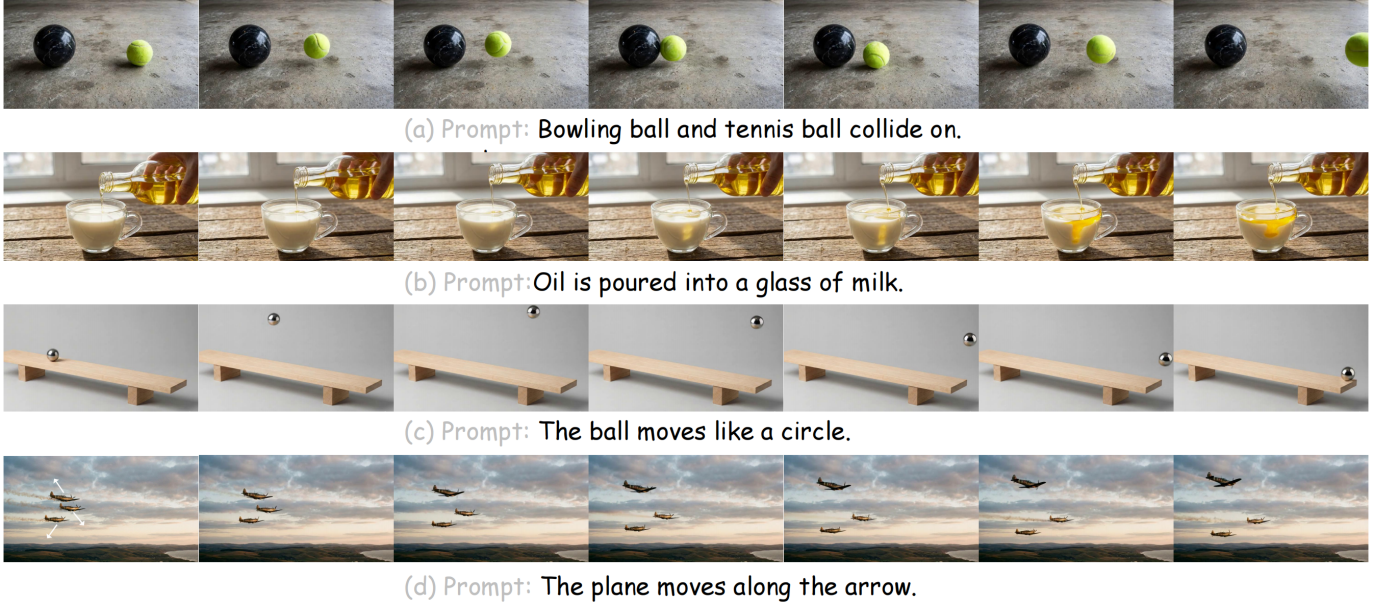 (a) Prompt: Bowling ball and tennis ball collide on.
(b) Prompt:Oil is poured into a glass of milk.
(c) Prompt: The ball moves like a circle.
(d) Prompt: The plane moves along the arrow.